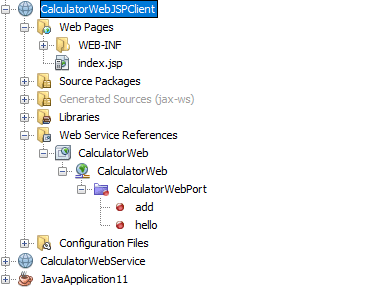 CalculatorWebJSPClient
Web Pages
WEB-INF
index.jsp
Source Packages
Generated Sources (jax-ws)
Libraries
Web Service References
CalculatorWeb
CalculatorWeb
CalculatorWebPort
add
hello
Configuration Files
CalculatorWebService
JavaApplication11